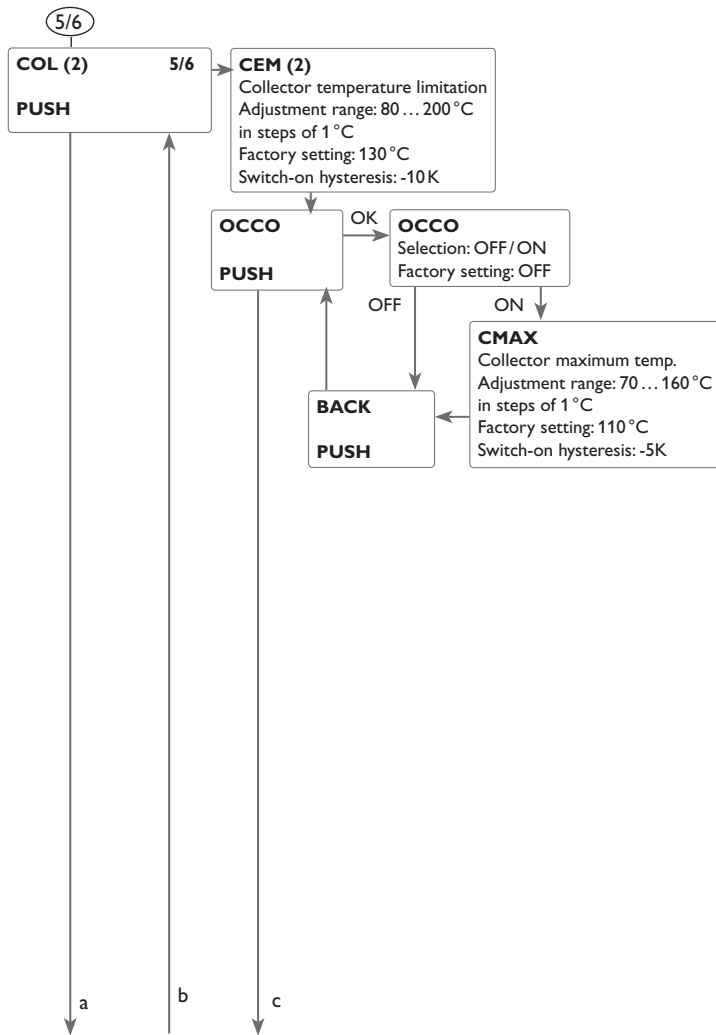 5/6
COL (2) 5/6
PUSH
CEM (2)
Collector temperature limitation
Adjustment range: 80 … 200 °C
in steps of 1 °C
Factory setting: 130 °C
Switch-on hysteresis: -10 K
OCCO
PUSH
OK
OCCO
Selection: OFF / ON
Factory setting: OFF
OFF
ON
CMAX
Collector maximum temp.
Adjustment range: 70 … 160 °C
in steps of 1 °C
Factory setting: 110 °C
Switch-on hysteresis: -5K
BACK
PUSH
a
b
c